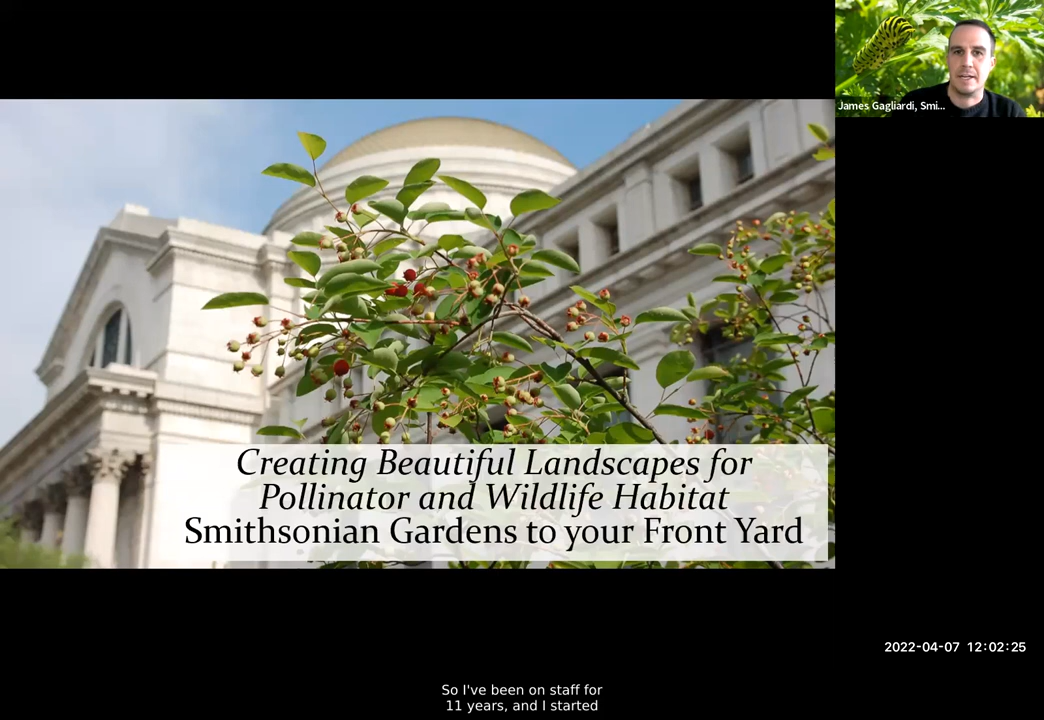 James Gagliardi, Smi...
Creating Beautiful Landscapes for
Pollinator and Wildlife Habitat
Smithsonian Gardens to your Front Yard
2022-04-07 12:02:25
So I've been on staff for
11 years, and I started